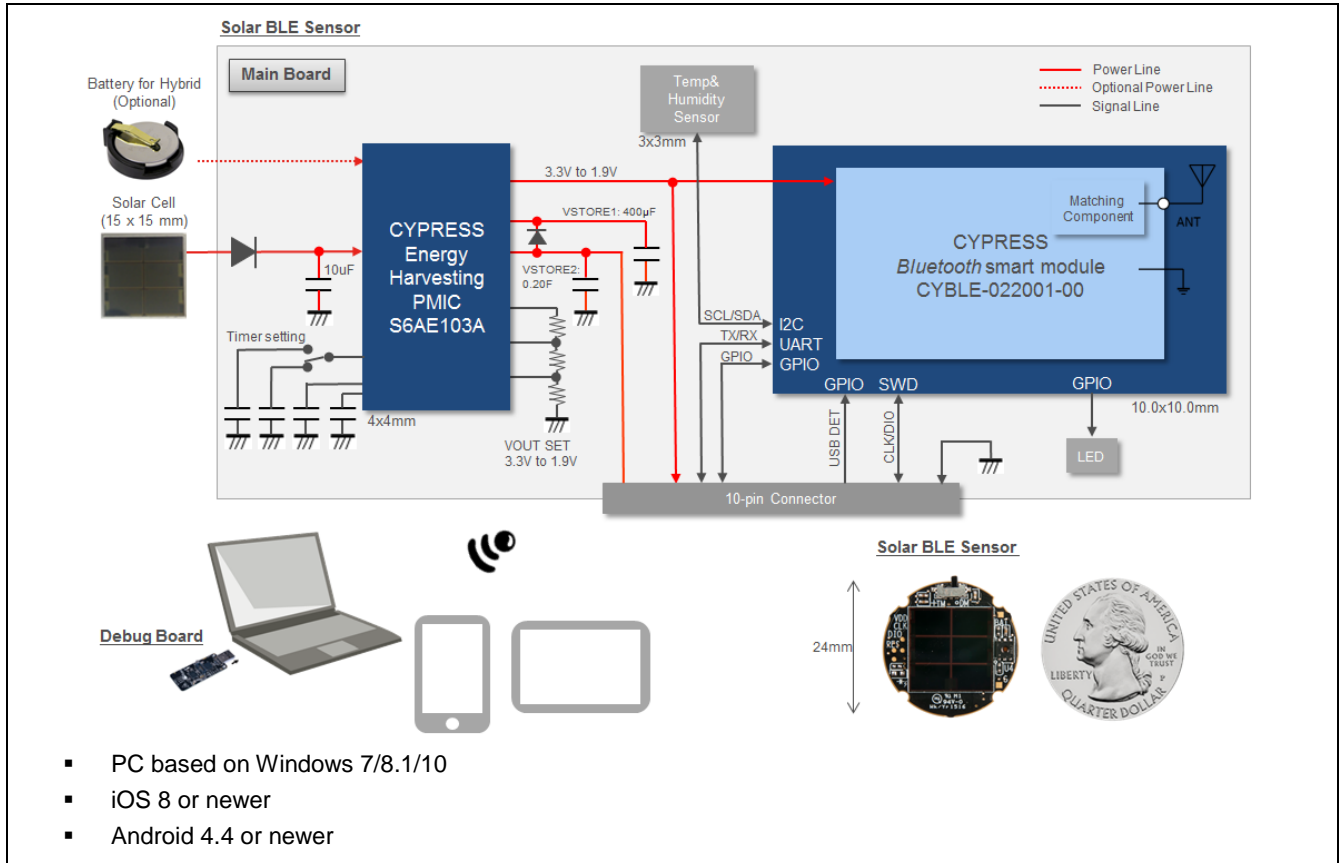 Solar BLE Sensor
Main Board
Battery for Hybrid
(Optional)
Solar Cell
(15 x 15 mm)
Temp&
Humidity
Sensor
3x3mm
Power Line
Optional Power Line
Signal Line
3.3V to 1.9V
VSTORE1: 400µF
VSTORE2:
0.20F
10uF
CYPRESS
Energy
Harvesting
PMIC
S6AE103A
4x4mm
Timer setting
VOUT SET
3.3V to 1.9V
Matching
Component
ANT
CYPRESS
Bluetooth smart module
CYBLE-022001-00
SCL/SDA
TX/RX
GPIO
I2C
UART
GPIO
GPIO
SWD
GPIO
10.0x10.0mm
USB DET
CLK/DIO
LED
10-pin Connector
Debug Board
Solar BLE Sensor
24mm
VDD
CLK
DIO
BAT
94V-0
UNITED STATES OF AMERICA
LIBERTY
IN
GOD WE
TRUST
P
QUARTER DOLLAR
▪ PC based on Windows 7/8.1/10
▪ iOS 8 or newer
▪ Android 4.4 or newer